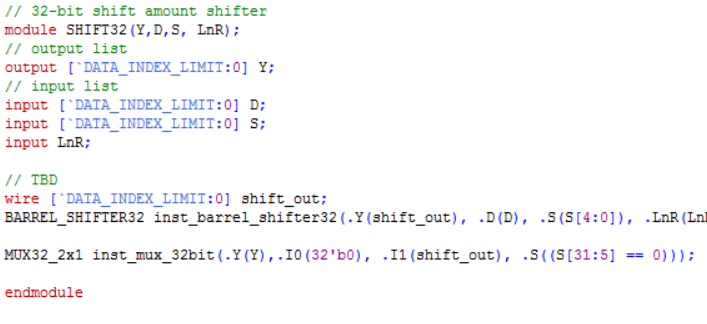 // 32-bit shift amount shifter
module SHIFT32(Y,D,S, LnR);
// output list
output [`DATA_INDEX_LIMIT:0] Y;
// input list
input [`DATA_INDEX_LIMIT:0] D;
input [`DATA_INDEX_LIMIT:0] S;
input LnR;
// TBD
wire [`DATA_INDEX_LIMIT:0] shift_out;
BARREL_SHIFTER32 inst_barrel_shifter32(.Y(shift_out), .D(D), .S(S[4:0]), .LnR(LnR
MUX32_2x1 inst_mux_32bit(.Y(Y),.I0(32'b0), .I1(shift_out), .S((S[31:5] == 0)));
endmodule